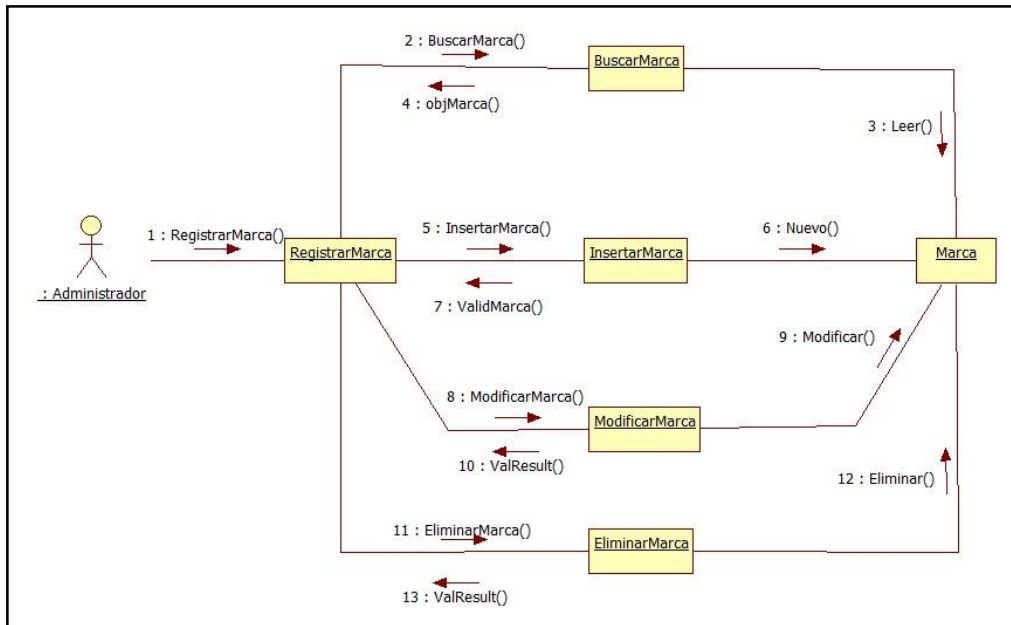 2 : BuscarMarca()
BuscarMarca
4 : objMarca()
3 : Leer()
1 : RegistrarMarca()
5 : InsertarMarca()
6 : Nuevo()
RegistrarMarca
InsertarMarca
Marca
: Administrador
7 : ValidMarca()
9 : Modificar()
8 : ModificarMarca()
ModificarMarca
10 : ValResult()
12 : Eliminar()
11 : EliminarMarca()
EliminarMarca
13 : ValResult()